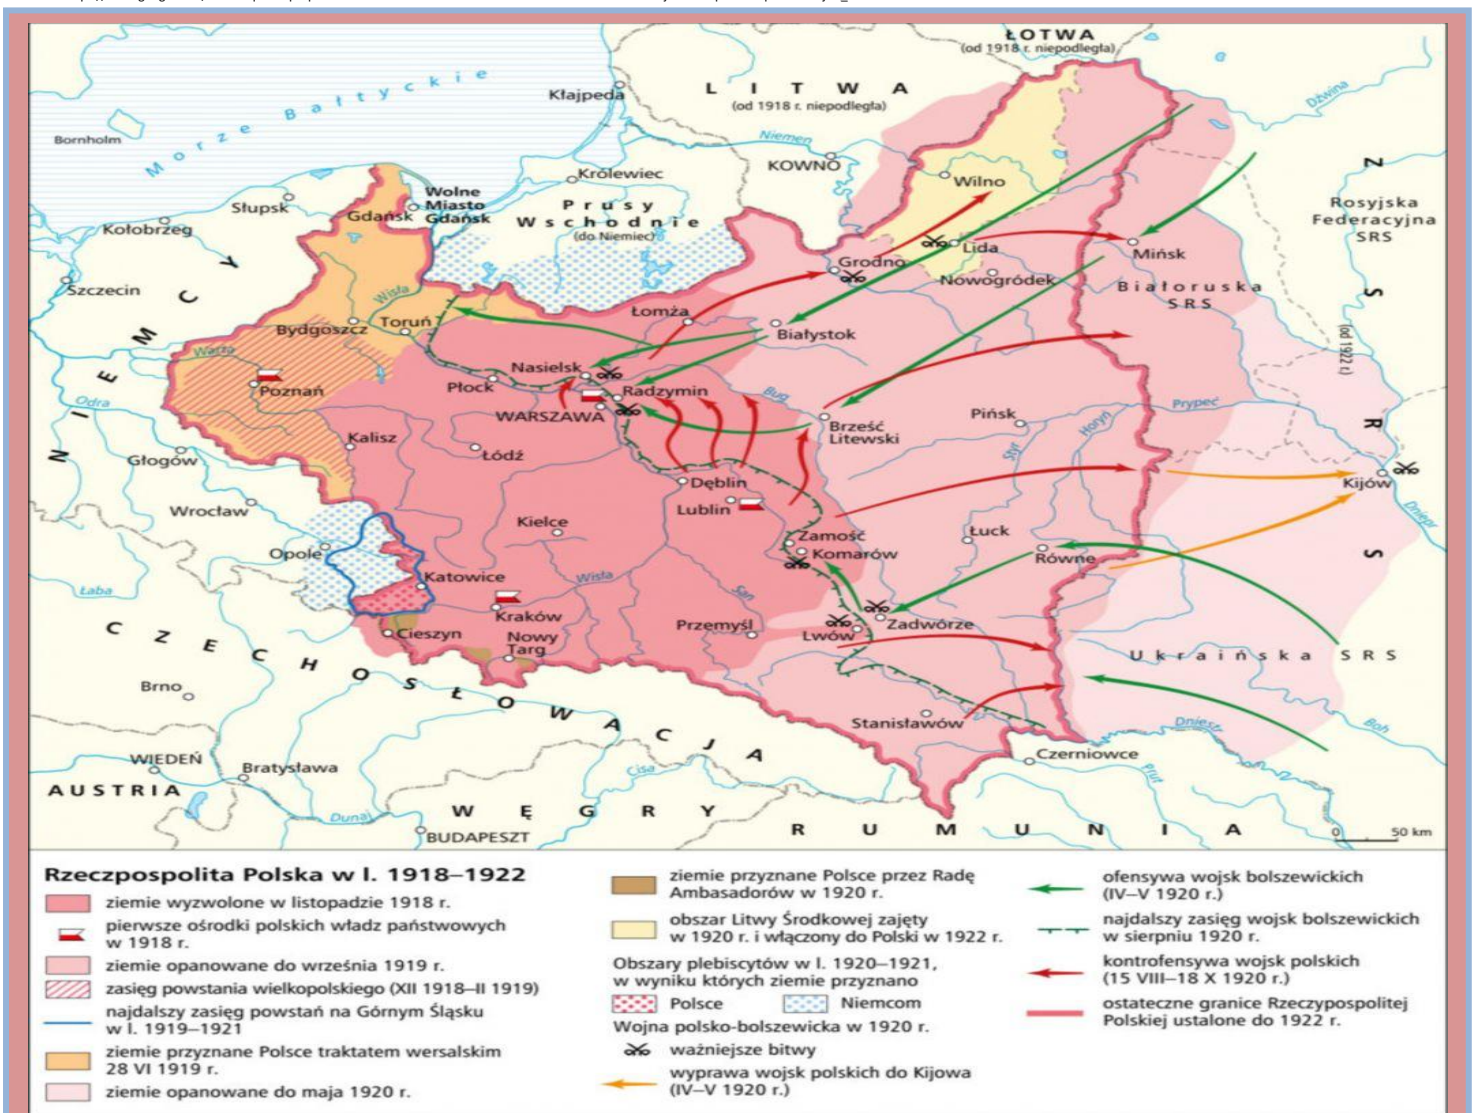 ŁOTWA
(od 1918 r. niepodległa)
LITWA
(od 1918 r. niepodległa)
Morze Bałtyckie
Bornholm
Kłajpeda
Niemen
KOWNO
Dźwina
Królewiec
Wilno
Wolne
Miasto
Gdańsk
Gdańsk
Słupsk
Kołobrzeg
Prusy
Wschodnie
(do Niemiec)
ZSRS
(od 1922 r.)
Rosyjska
Federacyjna
SRS
Lida
Mińsk
Grodno
Nowogródek
Białoruska
SRS
Szczecin
NIEMCY
Wisła
Bydgoszcz
Toruń
Łomża
Białystok
Warta
Poznań
Nasielsk
Płock
Radzymin
WARSZAWA
Bug
Brześć
Litewski
Pińsk
Prypeć
Horyń
Styr
Odra
Głogów
Kalisz
Łódź
Dęblin
Lublin
Kijów
Dniepr
Wrocław
Kielce
Zamość
Komarów
Łuck
Równe
Opole
Katowice
Wisła
San
Łaba
Kraków
Przemyśl
Lwów
Zadwórze
Cieszyn
Nowy
Targ
CZECHOSŁOWACJA
Ukraińska SRS
Brno
Stanisławów
Dniestr
Boh
WIEDEŃ
Bratysława
Cisa
Czerniowce
Prut
AUSTRIA
Dunaj
WĘGRY
BUDAPESZT
RUMUNIA
0 50 km
Rzeczpospolita Polska w l. 1918–1922
ziemie wyzwolone w listopadzie 1918 r.
pierwsze ośrodki polskich władz państwowych
w 1918 r.
ziemie opanowane do września 1919 r.
zasięg powstania wielkopolskiego (XII 1918–II 1919)
najdalszy zasięg powstań na Górnym Śląsku
w l. 1919–1921
ziemie przyznane Polsce traktatem wersalskim
28 VI 1919 r.
ziemie opanowane do maja 1920 r.
ziemie przyznane Polsce przez Radę
Ambasadorów w 1920 r.
obszar Litwy Środkowej zajęty
w 1920 r. i włączony do Polski w 1922 r.
Obszary plebiscytów w l. 1920–1921,
w wyniku których ziemie przyznano
Polsce
Niemcom
Wojna polsko-bolszewicka w 1920 r.
ważniejsze bitwy
wyprawa wojsk polskich do Kijowa
(IV–V 1920 r.)
ofensywa wojsk bolszewickich
(IV–V 1920 r.)
najdalszy zasięg wojsk bolszewickich
w sierpniu 1920 r.
kontrofensywa wojsk polskich
(15 VIII–18 X 1920 r.)
ostateczne granice Rzeczypospolitej
Polskiej ustalone do 1922 r.